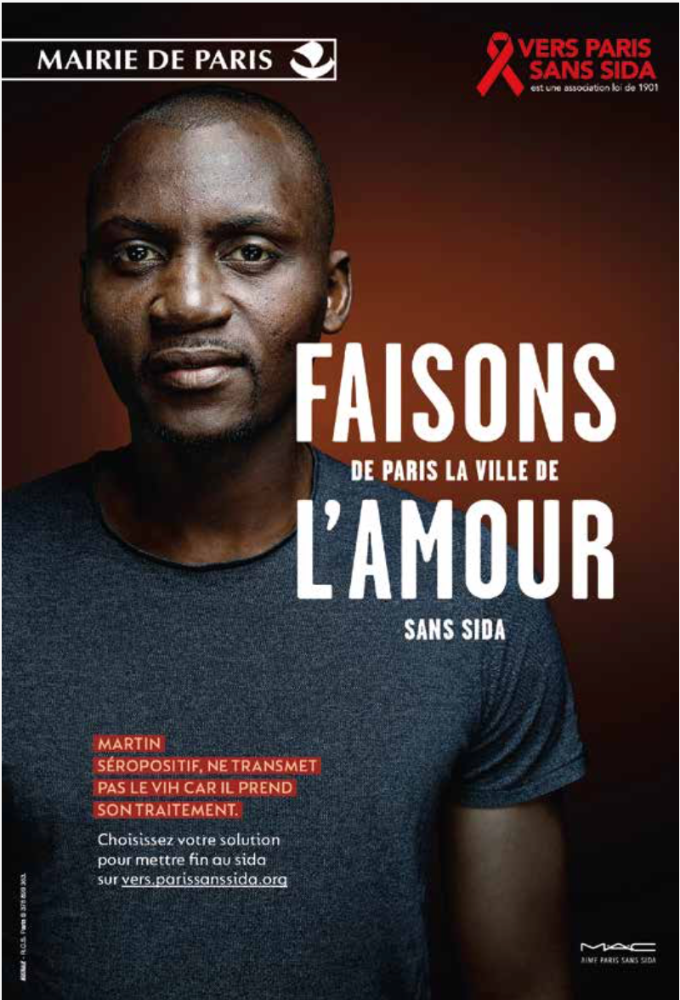 MAIRIE DE PARIS
VERS PARIS
SANS SIDA
est une association loi de 1901
FAISONS
DE PARIS LA VILLE DE
L'AMOUR
SANS SIDA
MARTIN
SÉROPOSITIF, NE TRANSMET
PAS LE VIH CAR IL PREND
SON TRAITEMENT.
Choisissez votre solution
pour mettre fin au sida
sur vers.parissanssida.org
MAC
AIME PARIS SANS SIDA
R.C.S. Paris B